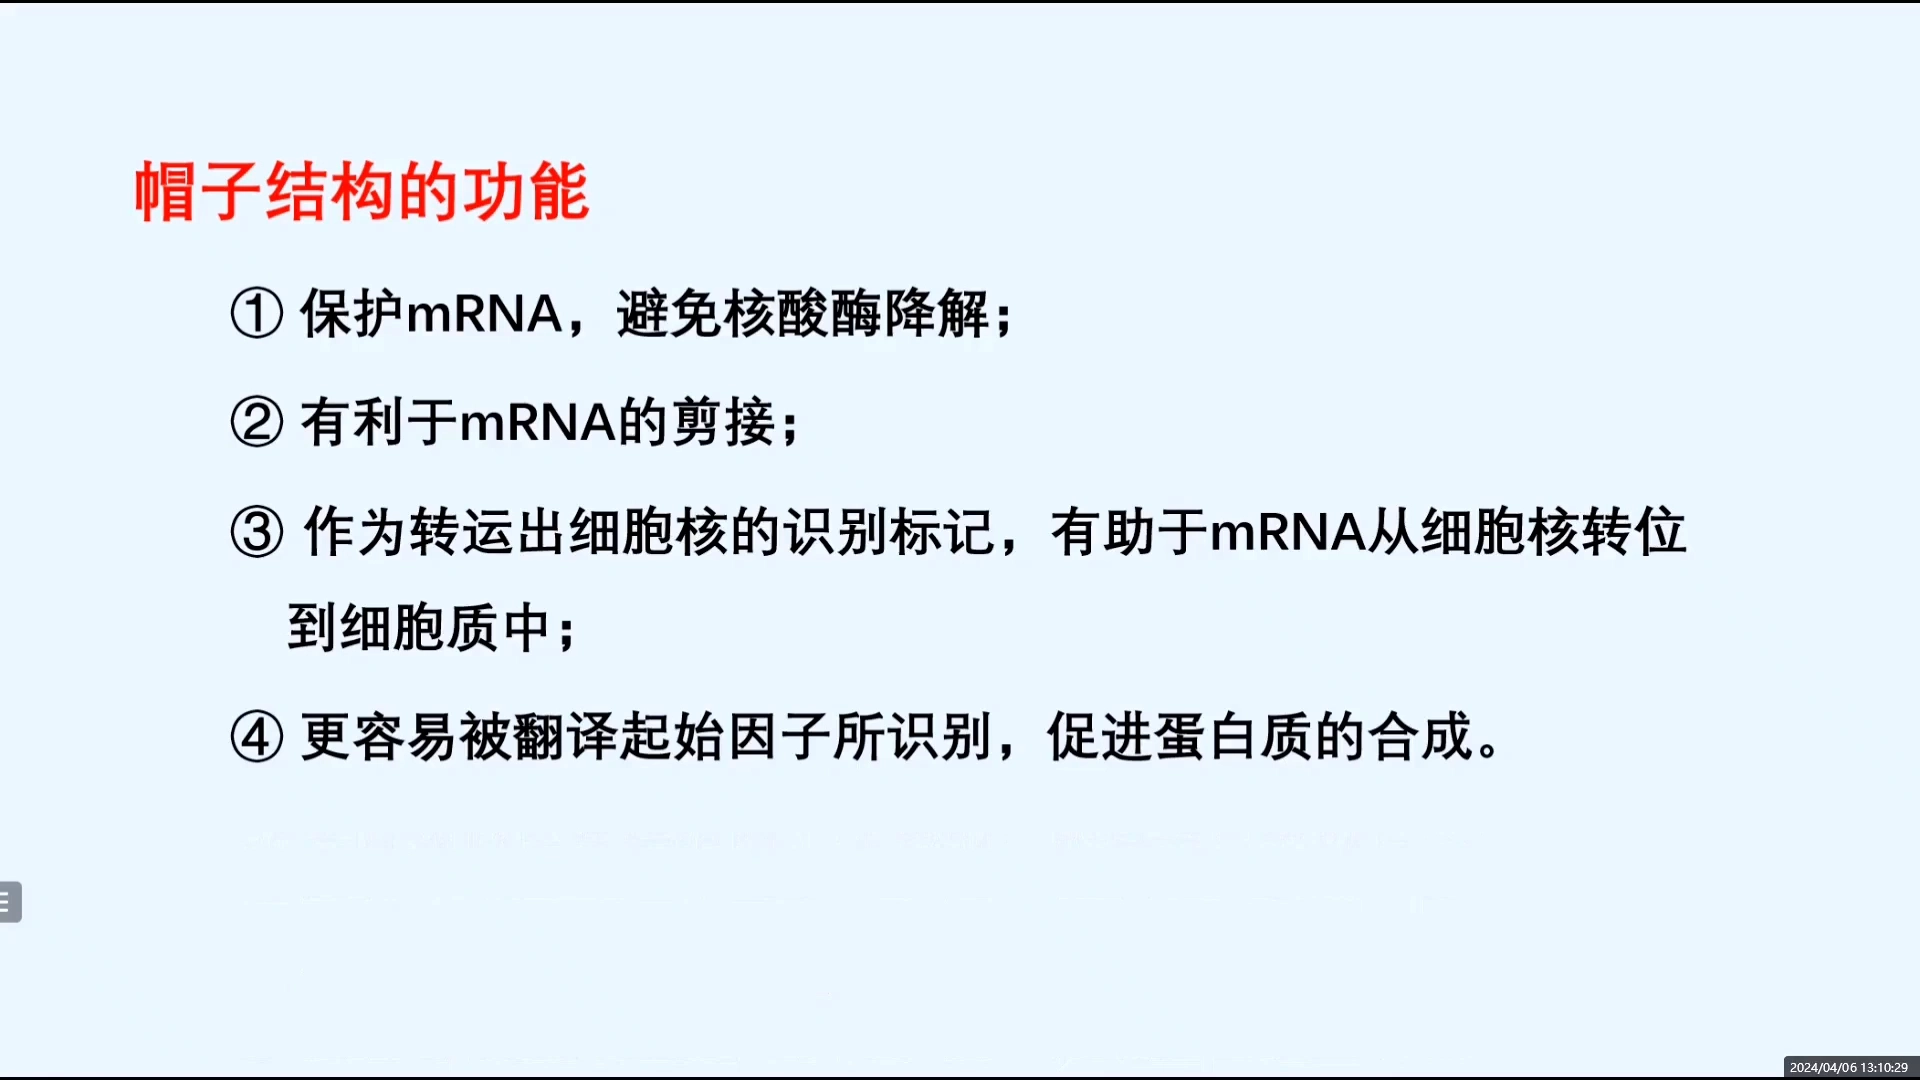 帽子结构的功能
① 保护mRNA，避免核酸酶降解；
② 有利于mRNA的剪接；
③ 作为转运出细胞核的识别标记，有助于mRNA从细胞核转位
到细胞质中；
④ 更容易被翻译起始因子所识别，促进蛋白质的合成。
2024/04/06 13:10:29